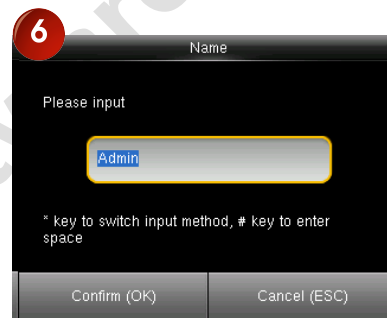 6
Name
Please input
Admin
* key to switch input method, # key to enter
space
Confirm (OK)
Cancel (ESC)